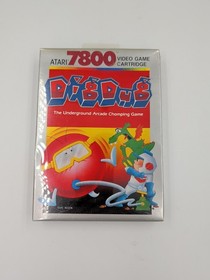 ATARI 7800 VIDEO GAME CARTRIDGE
DIG DUG
The Underground Arcade Chomping Game